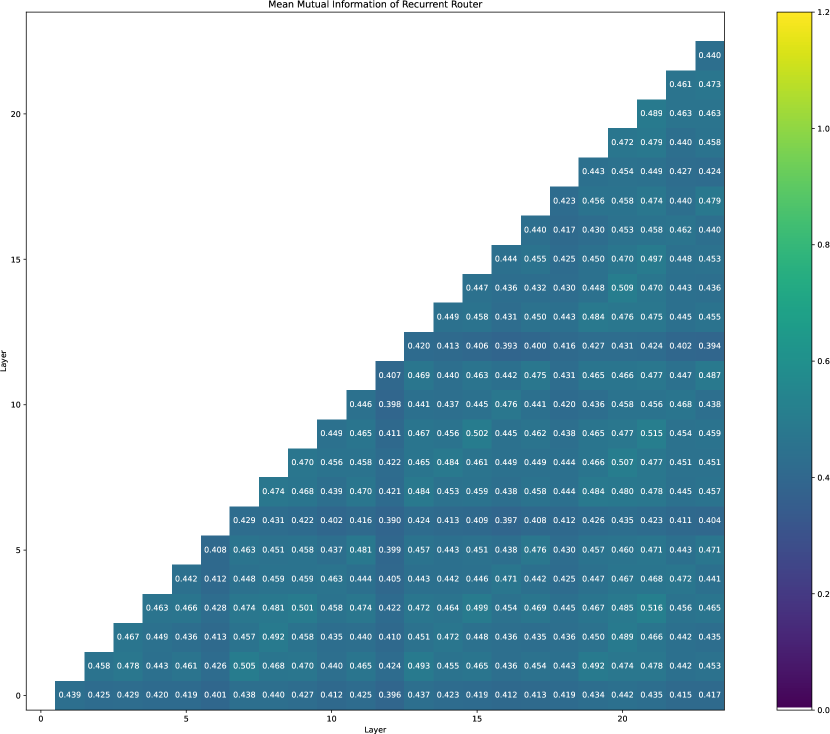 Mean Mutual Information of Recurrent Router
1.2
0.440
0.461 0.473
20 0.489 0.463 0.463 1.0
0.472 0.479 0.440 0.458
0.443 0.454 0.449 0.427 0.424
0.423 0.456 0.458 0.474 0.440 0.479
0.440 0.417 0.430 0.453 0.458 0.462 0.440
0.8
15 0.444 0.455 0.425 0.450 0.470 0.497 0.448 0.453
0.447 0.436 0.432 0.430 0.448 0.509 0.470 0.443 0.436
0.449 0.458 0.431 0.450 0.443 0.484 0.476 0.475 0.445 0.455
0.420 0.413 0.406 0.393 0.400 0.416 0.427 0.431 0.424 0.402 0.394
Layer
0.6
0.407 0.469 0.440 0.463 0.442 0.475 0.431 0.465 0.466 0.477 0.447 0.487
10 0.446 0.398 0.441 0.437 0.445 0.476 0.441 0.420 0.436 0.458 0.456 0.468 0.438
0.449 0.465 0.411 0.467 0.456 0.502 0.445 0.462 0.438 0.465 0.477 0.515 0.454 0.459
0.470 0.456 0.458 0.422 0.465 0.484 0.461 0.449 0.449 0.444 0.466 0.507 0.477 0.451 0.451
0.4
0.474 0.468 0.439 0.470 0.421 0.484 0.453 0.459 0.438 0.458 0.444 0.484 0.480 0.478 0.445 0.457
0.429 0.431 0.422 0.402 0.416 0.390 0.424 0.413 0.409 0.397 0.408 0.412 0.426 0.435 0.423 0.411 0.404
5 0.408 0.463 0.451 0.458 0.437 0.481 0.399 0.457 0.443 0.451 0.438 0.476 0.430 0.457 0.460 0.471 0.443 0.471
0.442 0.412 0.448 0.459 0.459 0.463 0.444 0.405 0.443 0.442 0.446 0.471 0.442 0.425 0.447 0.467 0.468 0.472 0.441
0.2
0.463 0.466 0.428 0.474 0.481 0.501 0.458 0.474 0.422 0.472 0.464 0.499 0.454 0.469 0.445 0.467 0.485 0.516 0.456 0.465
0.467 0.449 0.436 0.413 0.457 0.492 0.458 0.435 0.440 0.410 0.451 0.472 0.448 0.436 0.435 0.436 0.450 0.489 0.466 0.442 0.435
0.458 0.478 0.443 0.461 0.426 0.505 0.468 0.470 0.440 0.465 0.424 0.493 0.455 0.465 0.436 0.454 0.443 0.492 0.474 0.478 0.442 0.453
0 0.439 0.425 0.429 0.420 0.419 0.401 0.438 0.440 0.427 0.412 0.425 0.396 0.437 0.423 0.419 0.412 0.413 0.419 0.434 0.442 0.435 0.415 0.417
0.0
0 5 10 15 20
Layer